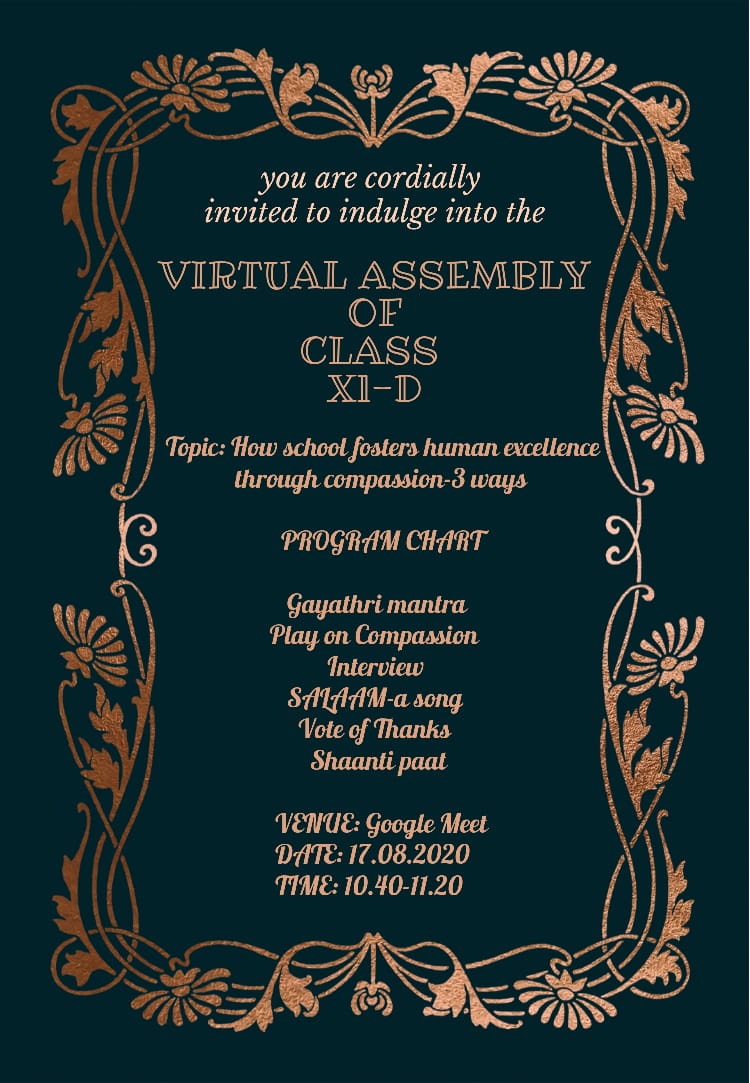 you are cordially
invited to indulge into the
VIRTUAL ASSEMBLY
OF
CLASS
XI-D
Topic: How school fosters human excellence
through compassion-3 ways
PROGRAM CHART
Gayathri mantra
Play on Compassion
Interview
SALAAM-a song
Vote of Thanks
Shaanti paat
VENUE: Google Meet
DATE: 17.08.2020
TIME: 10.40-11.20